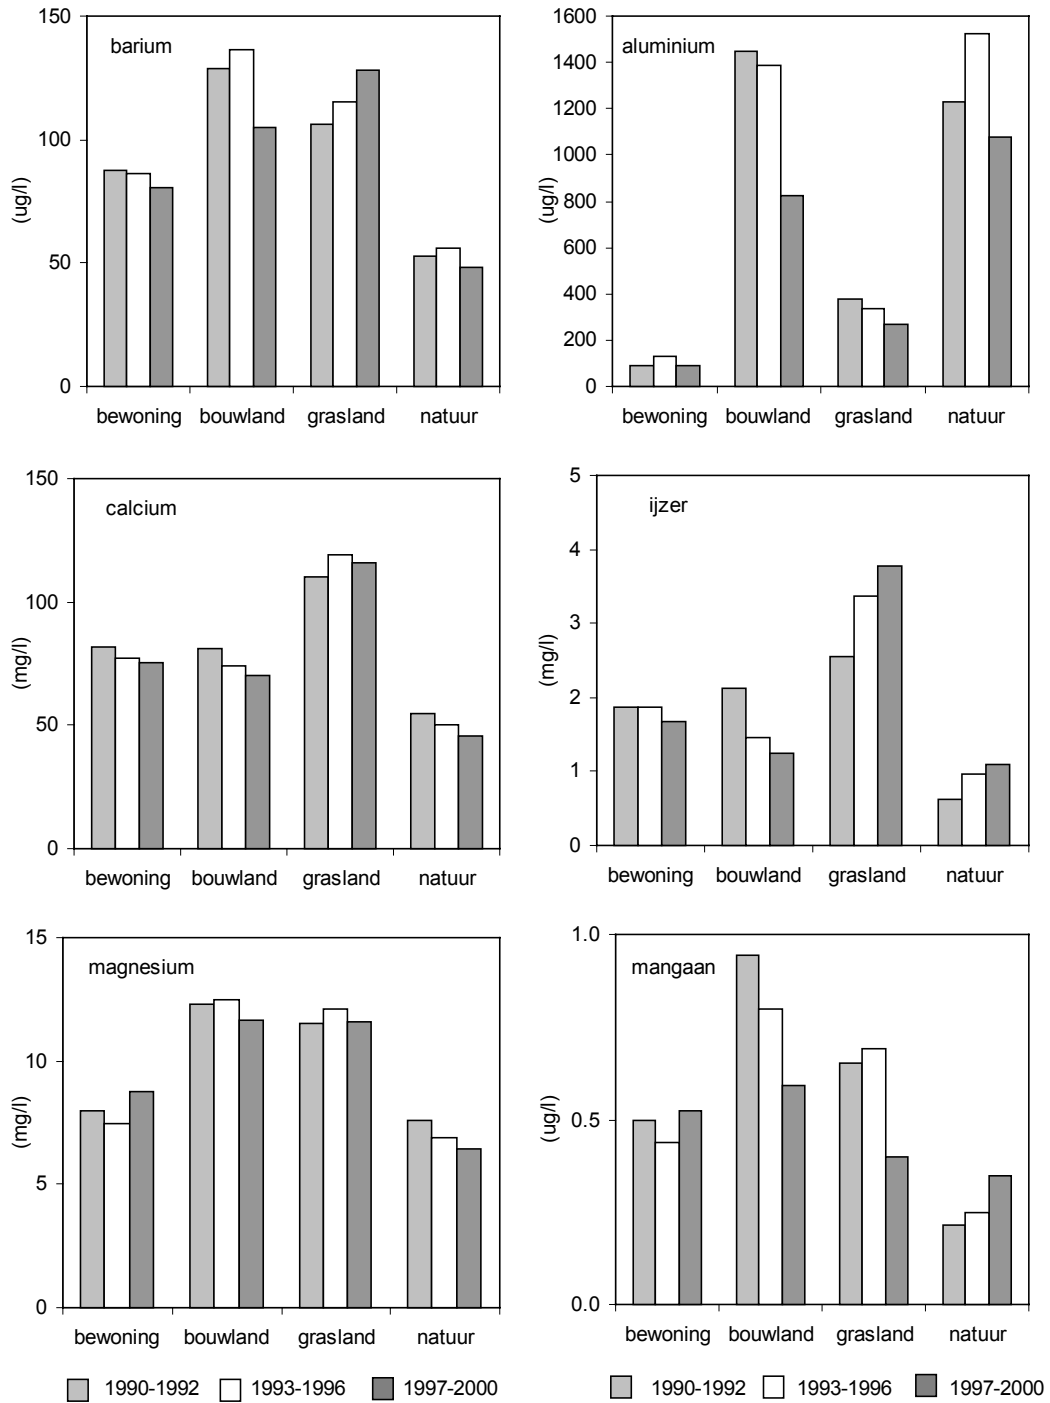 barium
150
100
50
0
(ug/l)
bewoning bouwland grasland natuur
aluminium
1600
1400
1200
1000
800
600
400
200
0
(ug/l)
bewoning bouwland grasland natuur
calcium
150
100
50
0
(mg/l)
bewoning bouwland grasland natuur
ijzer
5
4
3
2
1
0
(mg/l)
bewoning bouwland grasland natuur
magnesium
15
10
5
0
(mg/l)
bewoning bouwland grasland natuur
mangaan
1.0
0.5
0.0
(ug/l)
bewoning bouwland grasland natuur
1990-1992 1993-1996 1997-2000
1990-1992 1993-1996 1997-2000